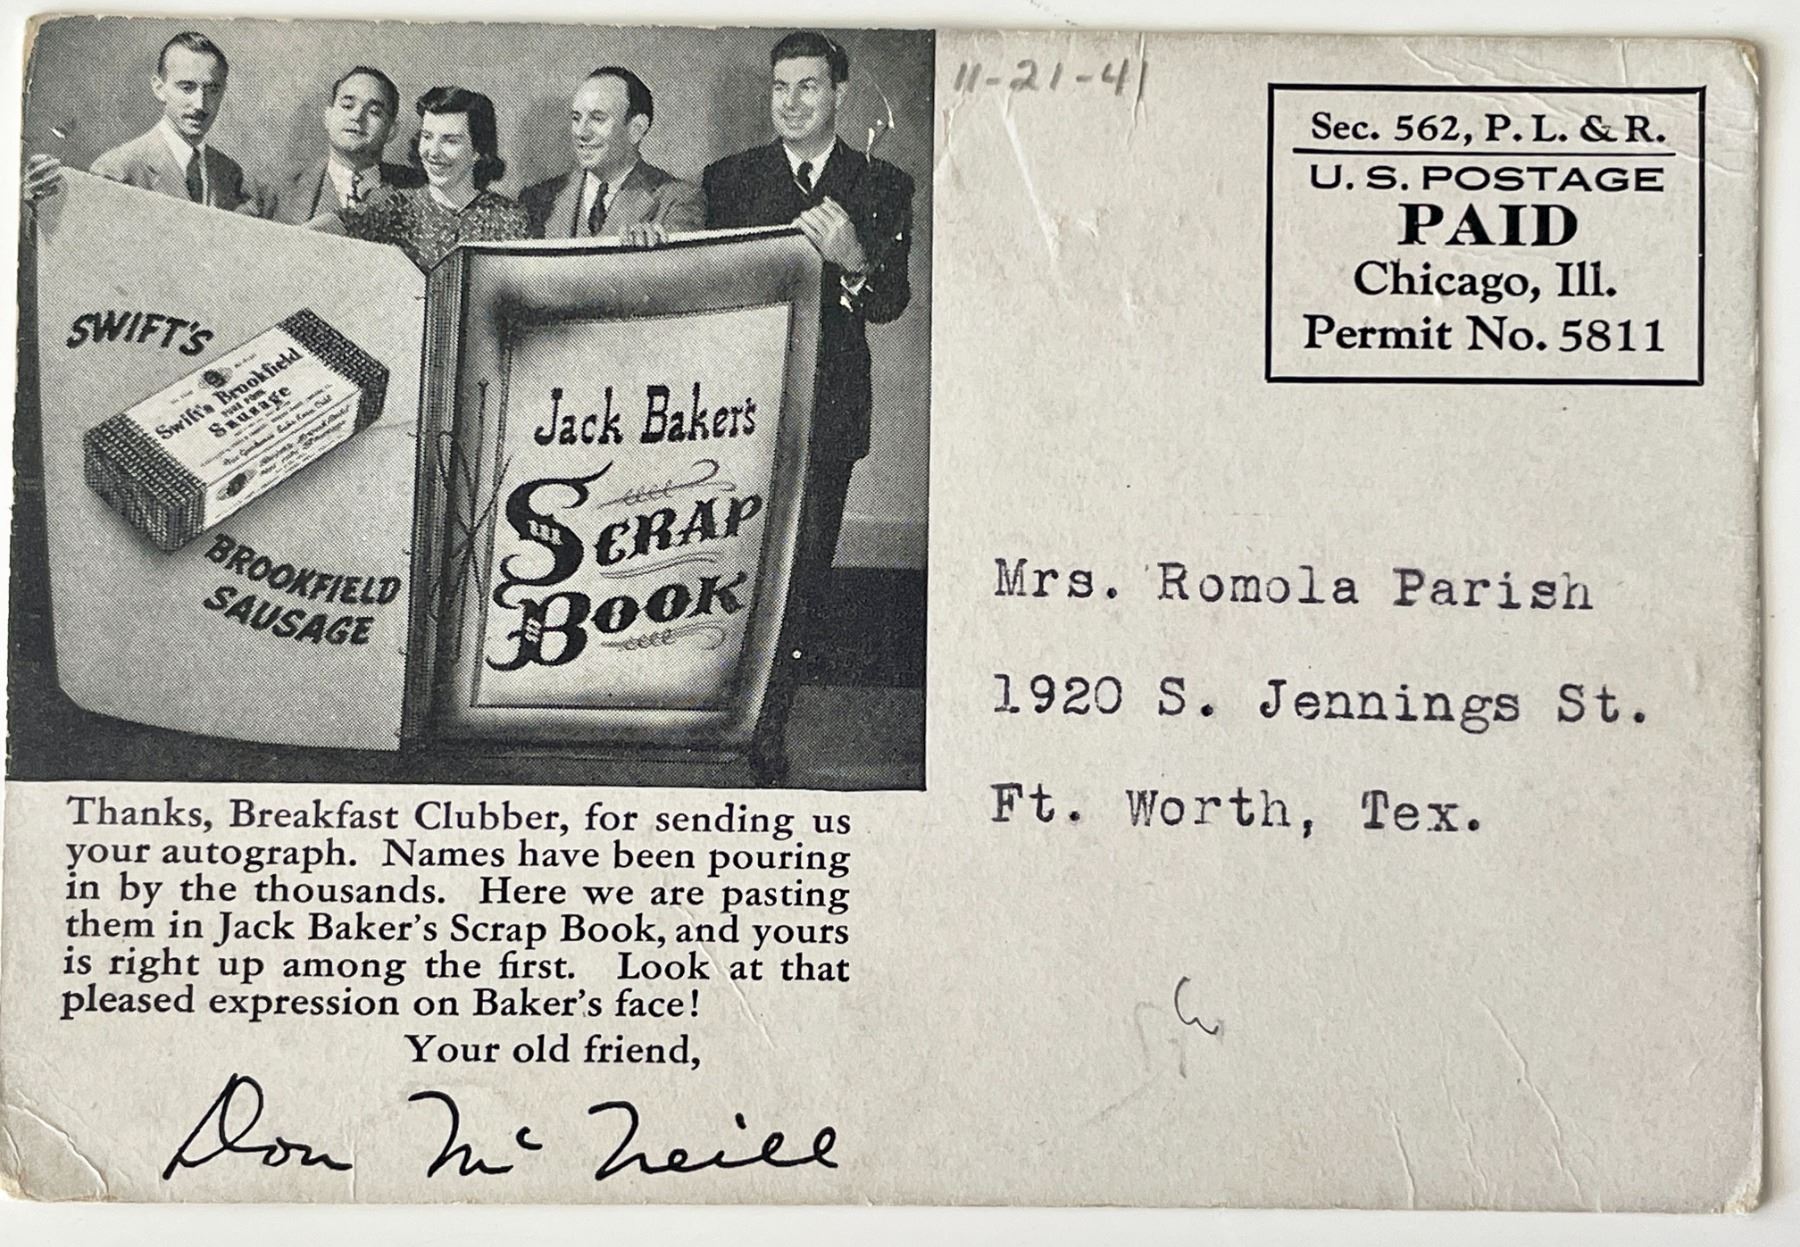 11-21-41
Sec. 562, P. L. & R.
U. S. POSTAGE
PAID
Chicago, Ill.
Permit No. 5811
SWIFT'S
Swift's Brookfield
PURE PORK
Sausage
BROOKFIELD
SAUSAGE
Jack Baker's
SCRAP
BOOK
Mrs. Romola Parish
1920 S. Jennings St.
Ft. Worth, Tex.
Thanks, Breakfast Clubber, for sending us
your autograph. Names have been pouring
in by the thousands. Here we are pasting
them in Jack Baker's Scrap Book, and yours
is right up among the first. Look at that
pleased expression on Baker's face!
Your old friend,
Don McNeill